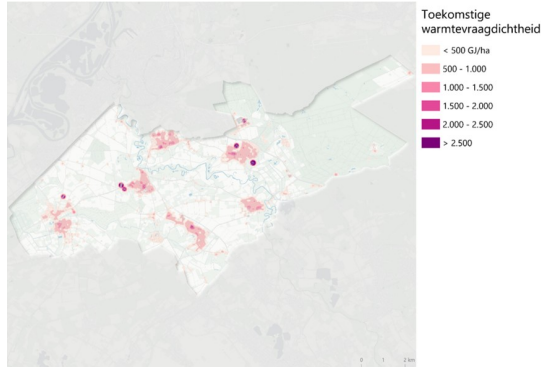 Toekomstige
warmtevraagdichtheid
< 500 GJ/ha
500 - 1.000
1.000 - 1.500
1.500 - 2.000
2.000 - 2.500
> 2.500
0 1 2 km